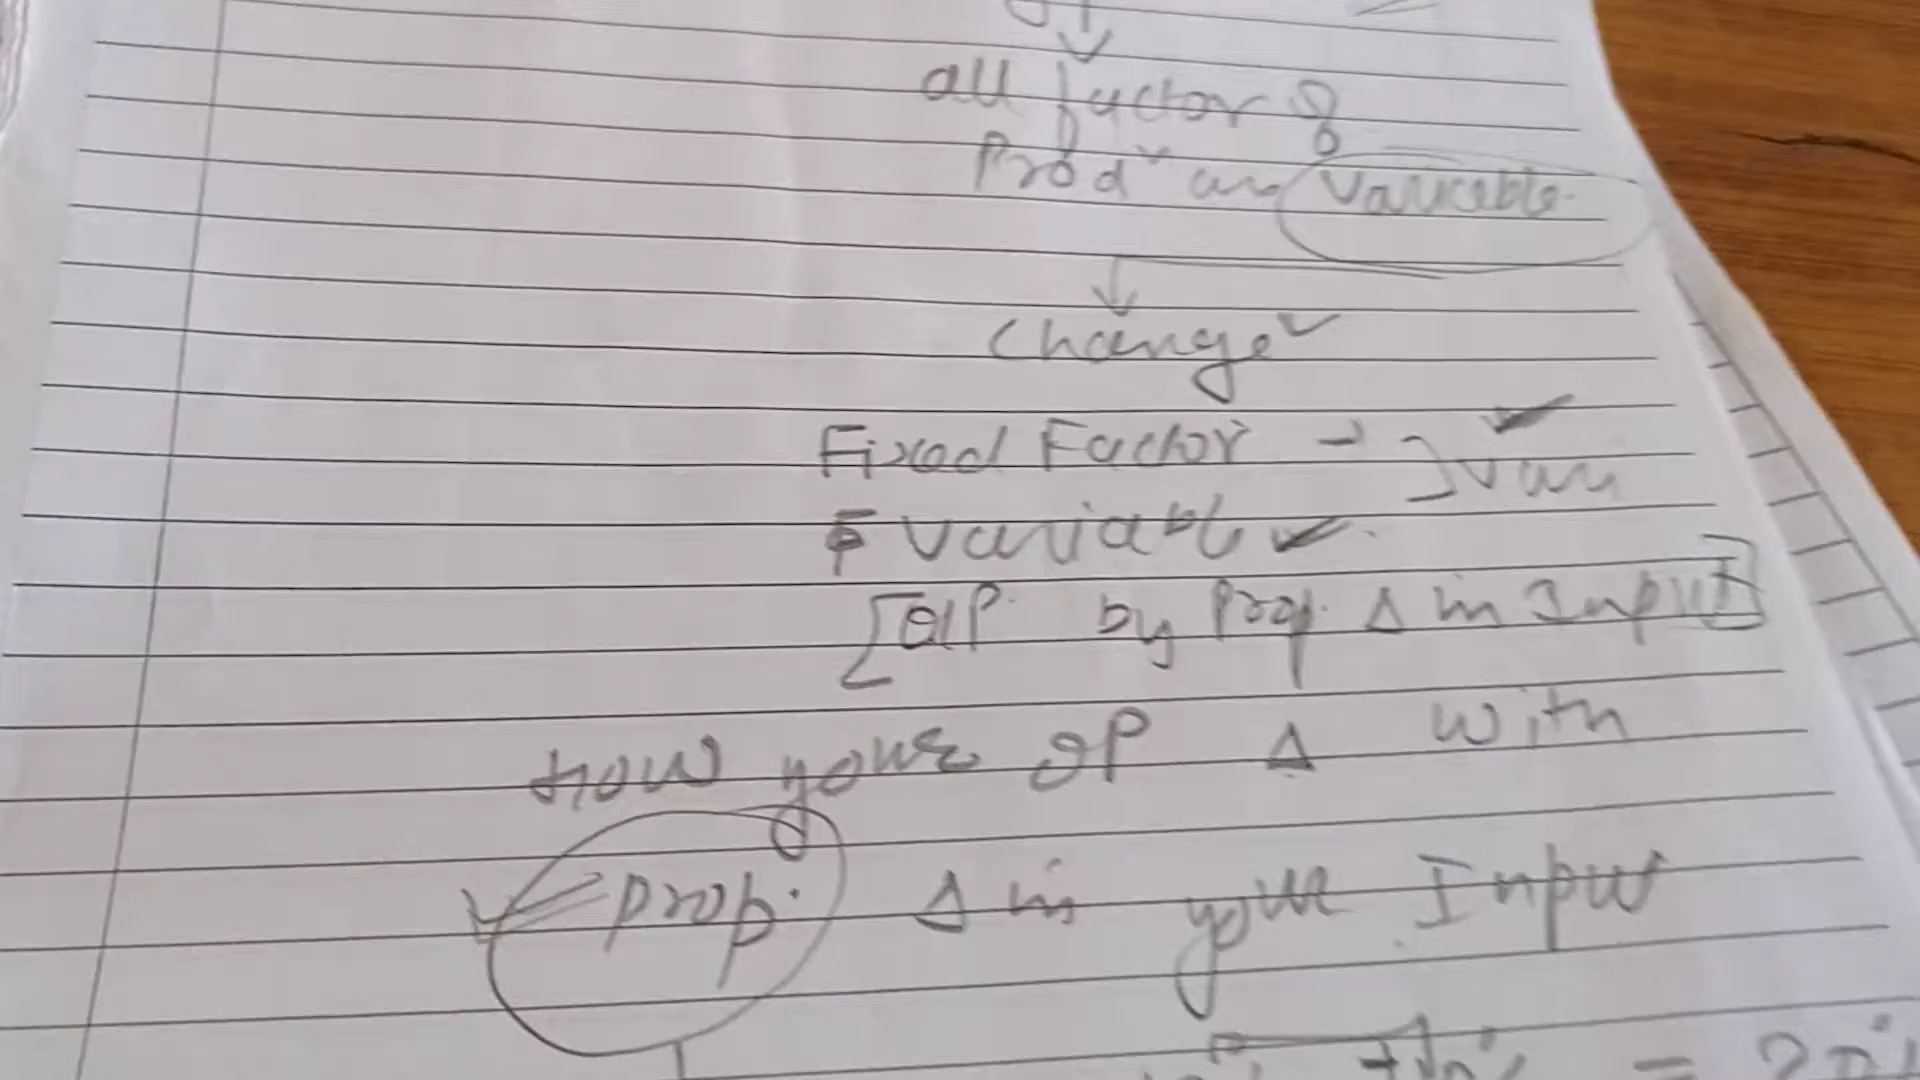 all factor of
Prodn are variable.
Change
Fixed Factor - ] Var
Variable
[O/P by Prop. Δ in Input]
how your OP Δ with
prop. Δ in your Input